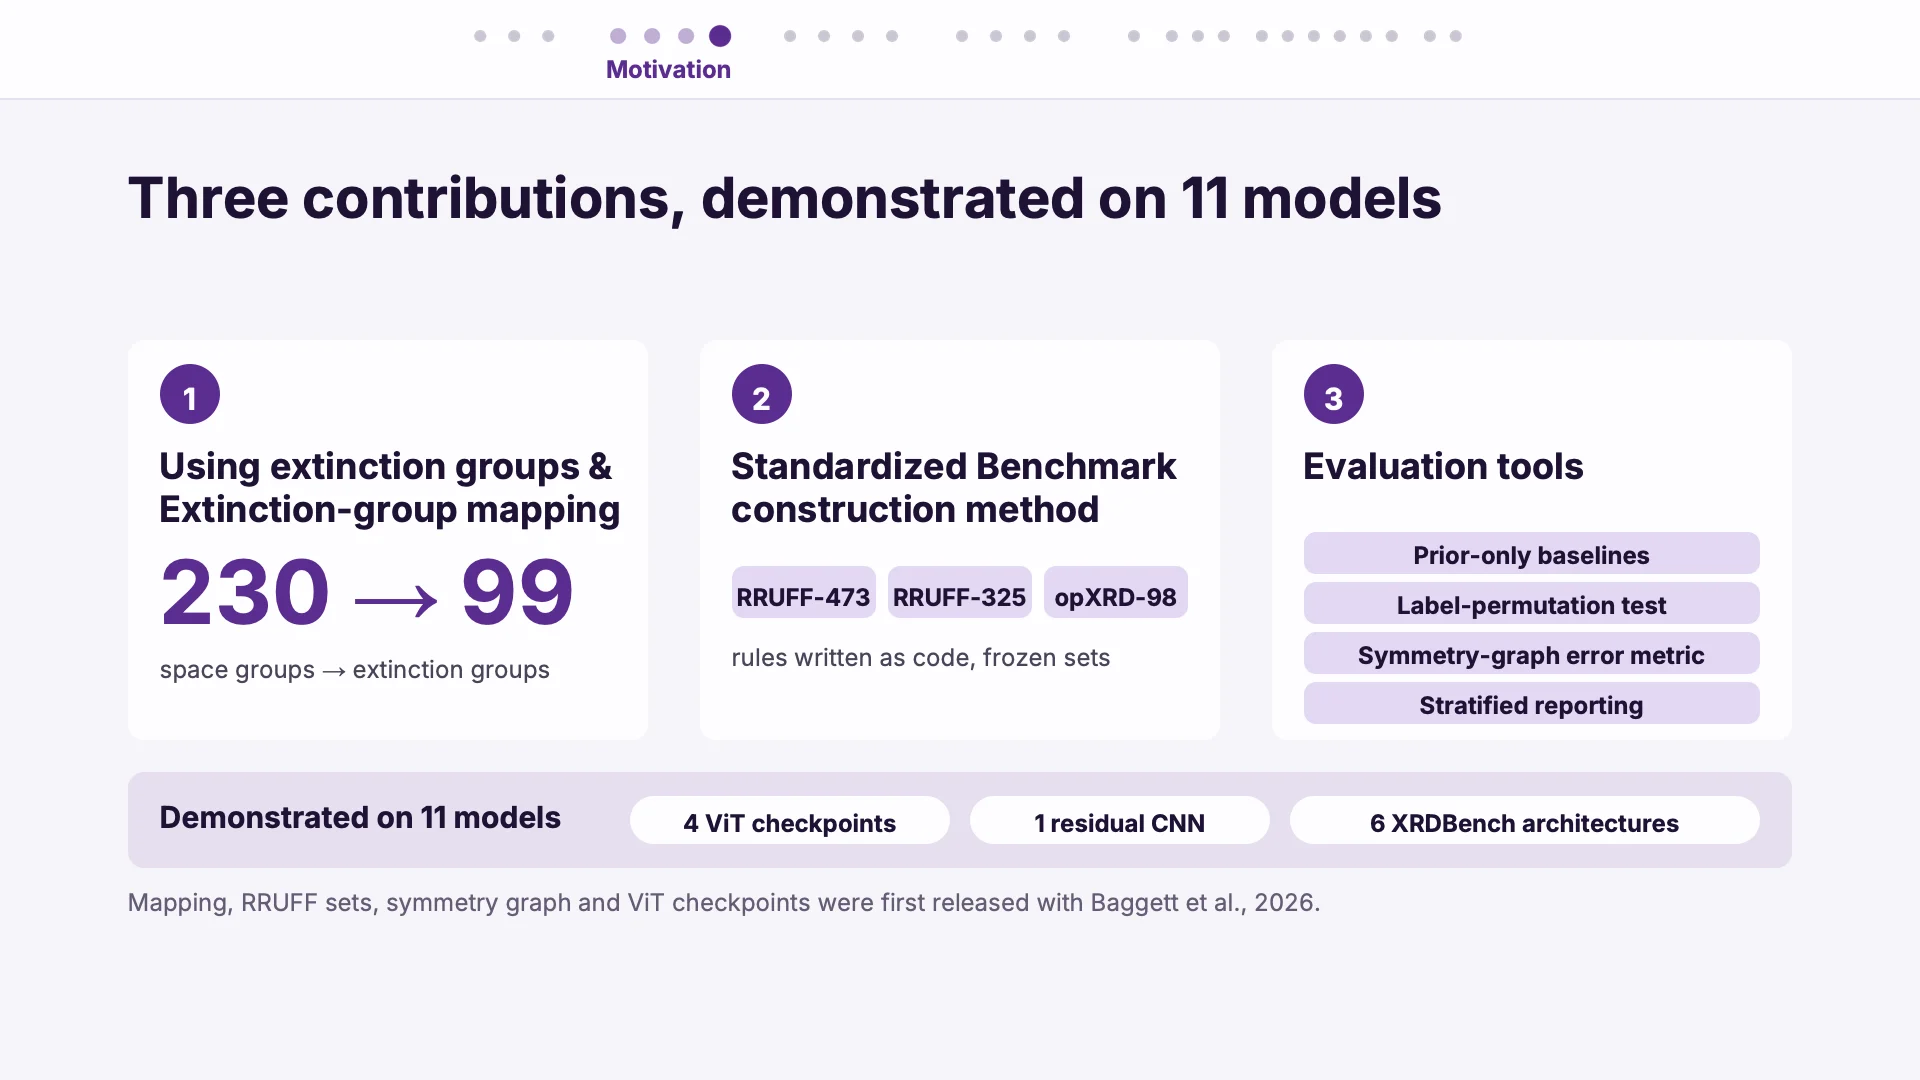 Motivation
Three contributions, demonstrated on 11 models
1
Using extinction groups &
Extinction-group mapping
230 → 99
space groups → extinction groups
2
Standardized Benchmark
construction method
RRUFF-473 RRUFF-325 opXRD-98
rules written as code, frozen sets
3
Evaluation tools
Prior-only baselines
Label-permutation test
Symmetry-graph error metric
Stratified reporting
Demonstrated on 11 models 4 ViT checkpoints 1 residual CNN 6 XRDBench architectures
Mapping, RRUFF sets, symmetry graph and ViT checkpoints were first released with Baggett et al., 2026.